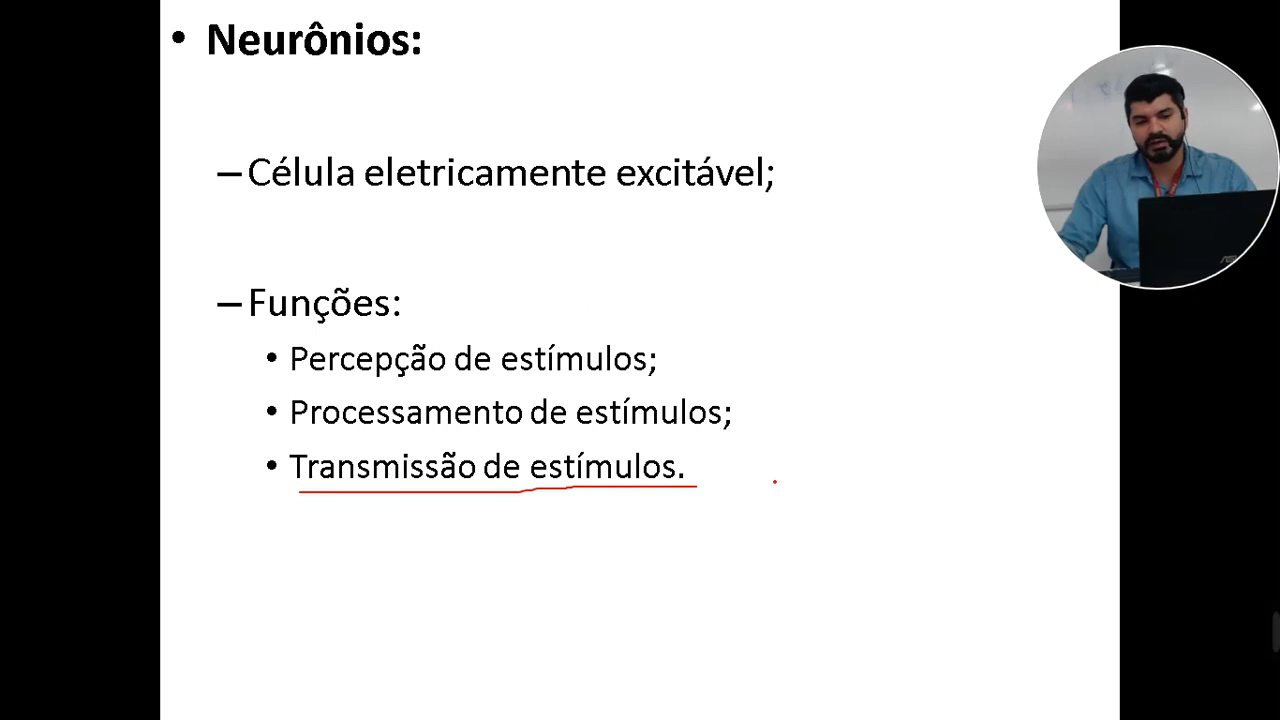 • Neurônios:
– Célula eletricamente excitável;
– Funções:
• Percepção de estímulos;
• Processamento de estímulos;
• Transmissão de estímulos.